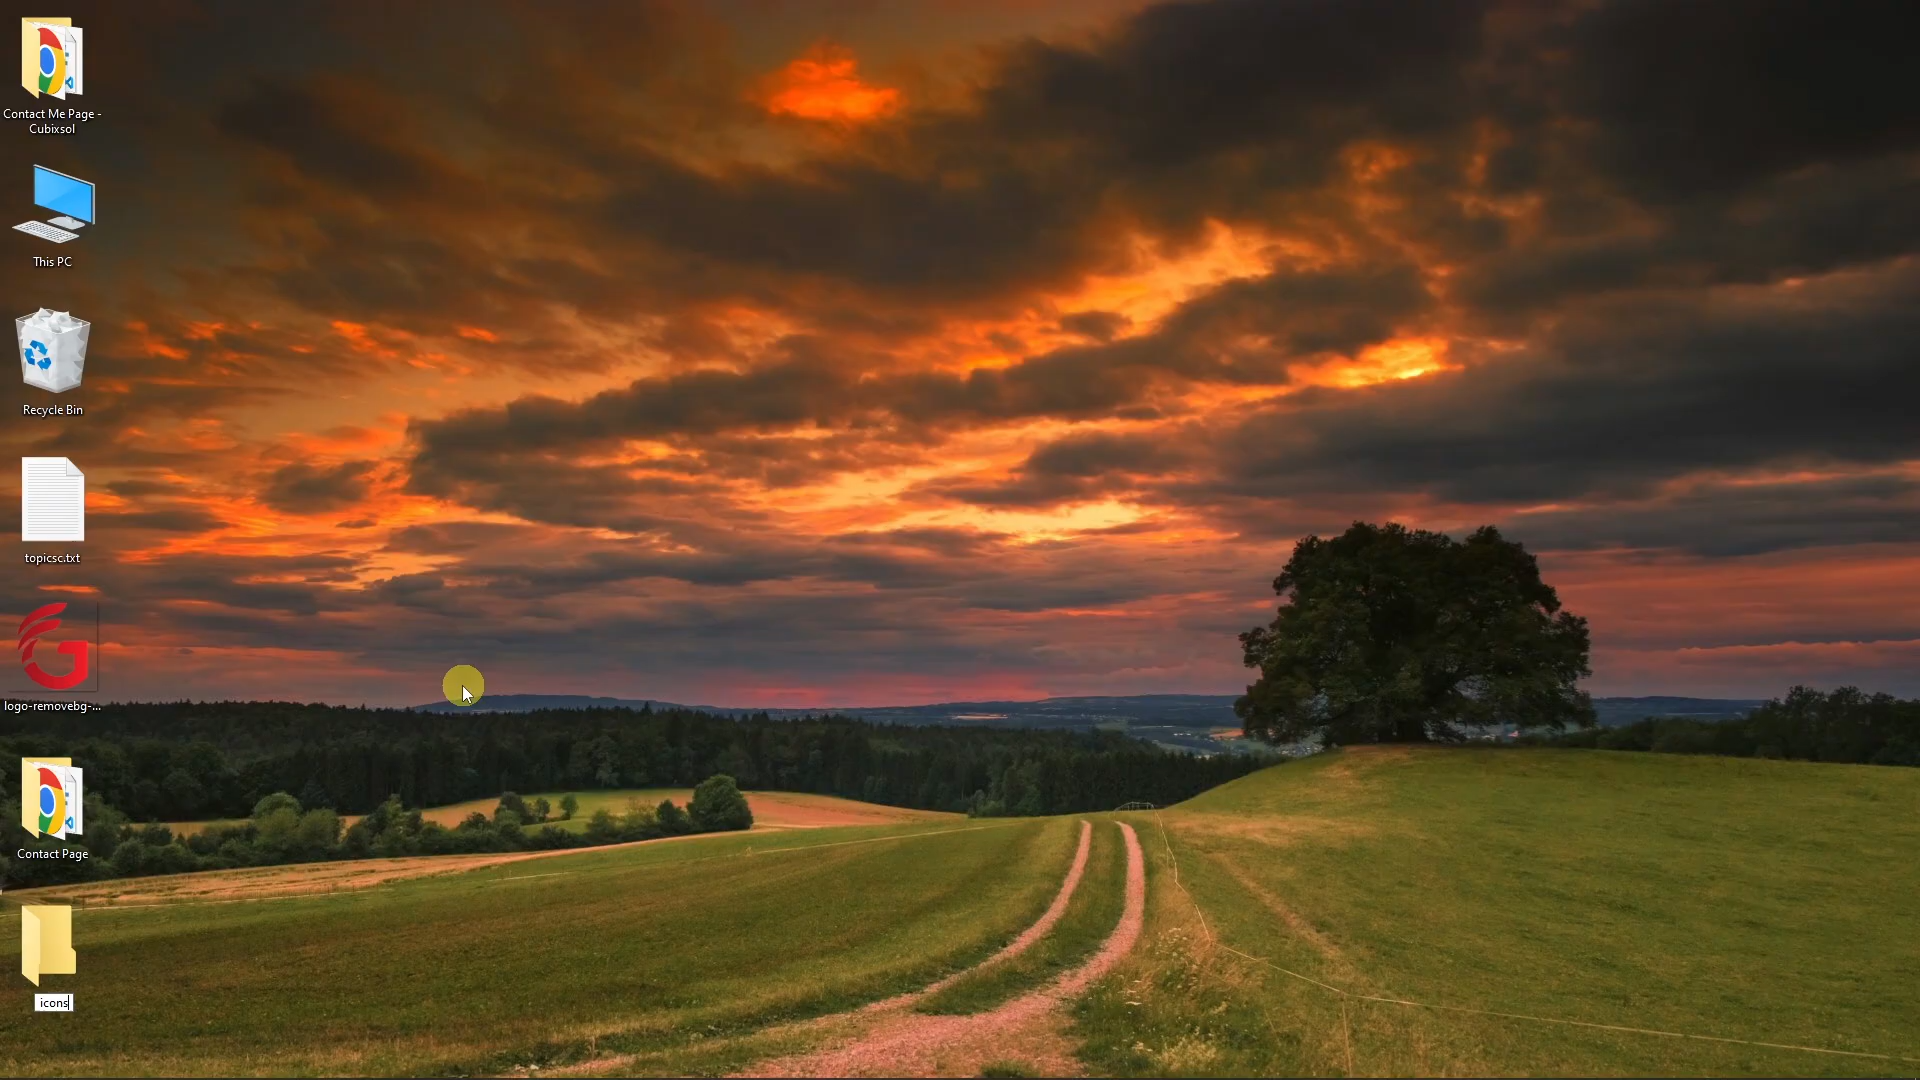 Contact Me Page -
Cubixsol
This PC
Recycle Bin
topicsc.txt
logo-removebg-...
Contact Page
icons